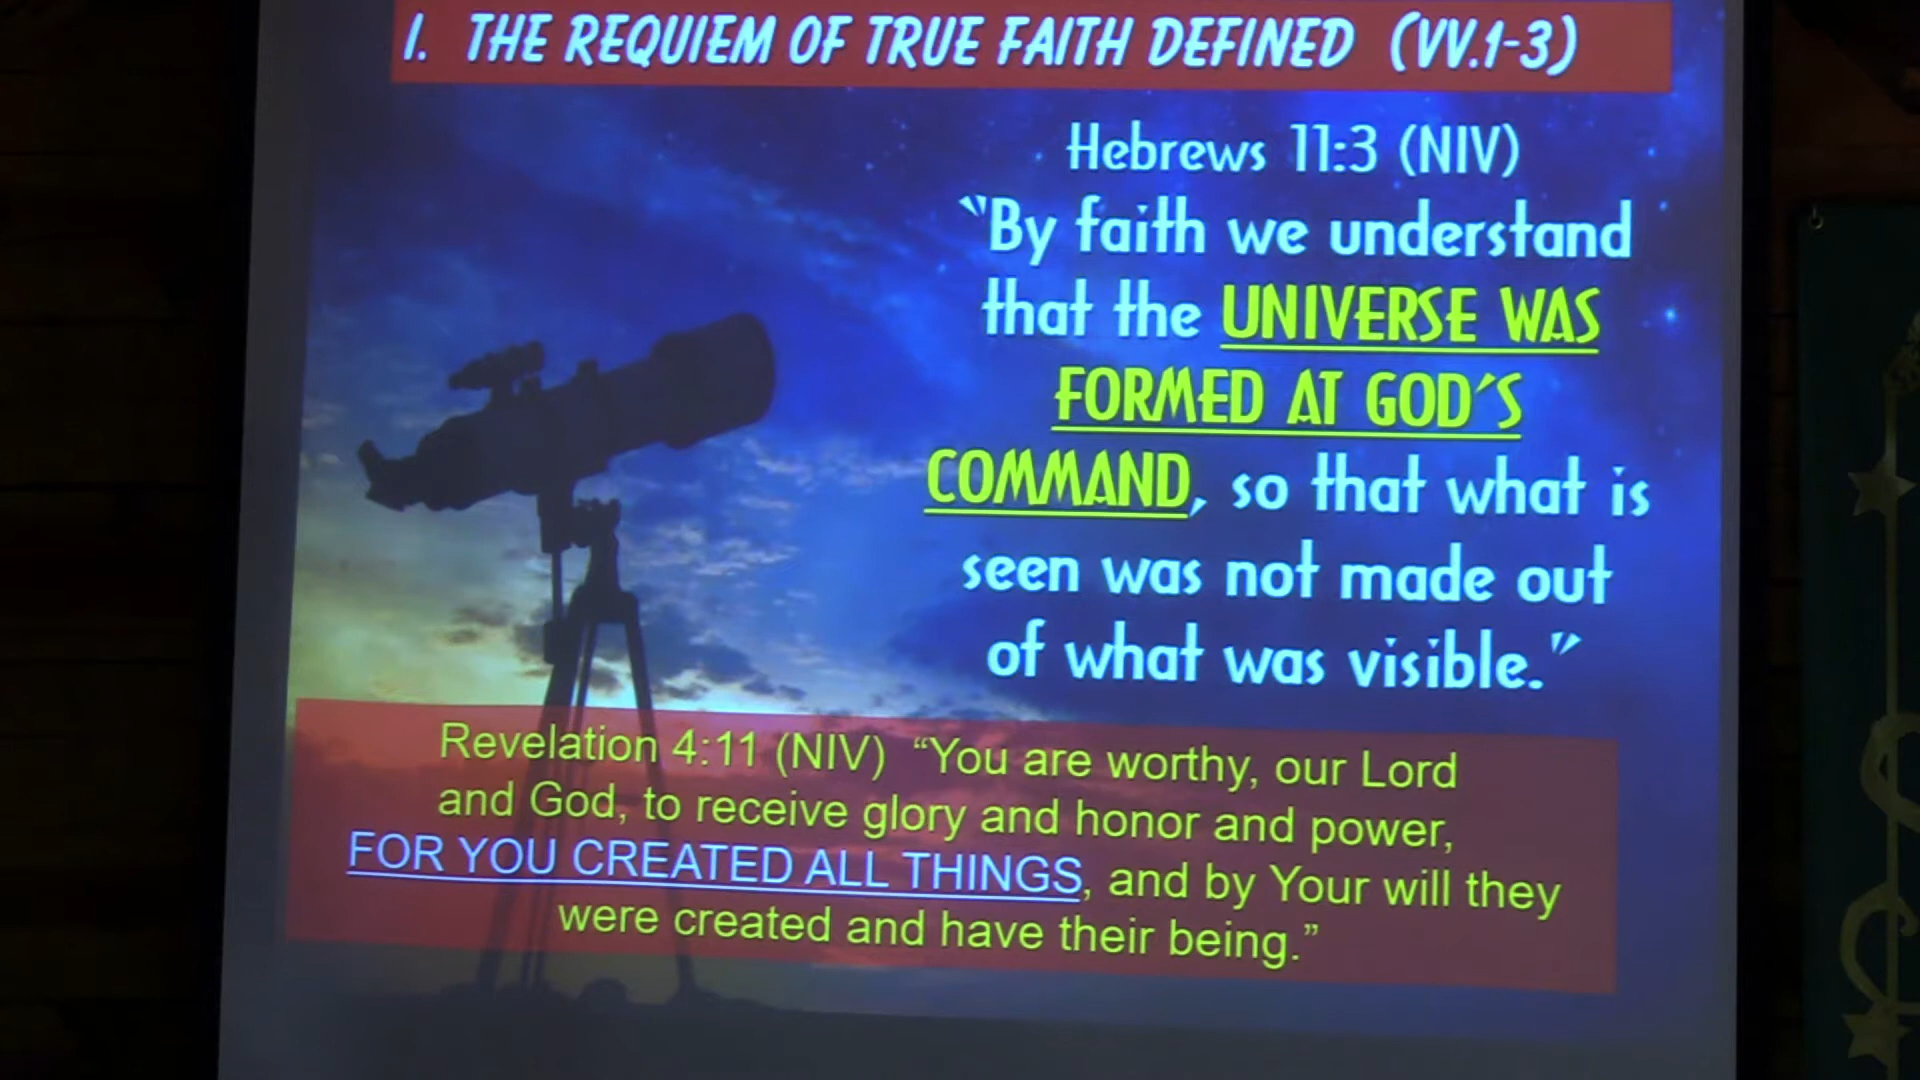 I. THE REQUIEM OF TRUE FAITH DEFINED (VV.1-3)
Hebrews 11:3 (NIV)
“By faith we understand
that the UNIVERSE WAS
FORMED AT GOD’S
COMMAND, so that what is
seen was not made out
of what was visible.”
Revelation 4:11 (NIV) “You are worthy, our Lord
and God, to receive glory and honor and power,
FOR YOU CREATED ALL THINGS, and by Your will they
were created and have their being.”